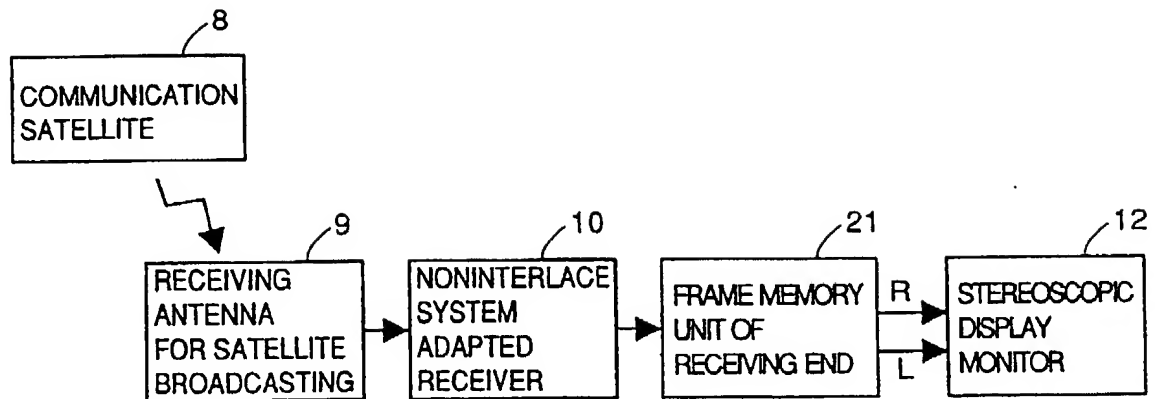 8
COMMUNICATION
SATELLITE
9
RECEIVING
ANTENNA
FOR SATELLITE
BROADCASTING
10
NONINTERLACE
SYSTEM
ADAPTED
RECEIVER
21
FRAME MEMORY
UNIT OF
RECEIVING END
R
L
12
STEREOSCOPIC
DISPLAY
MONITOR